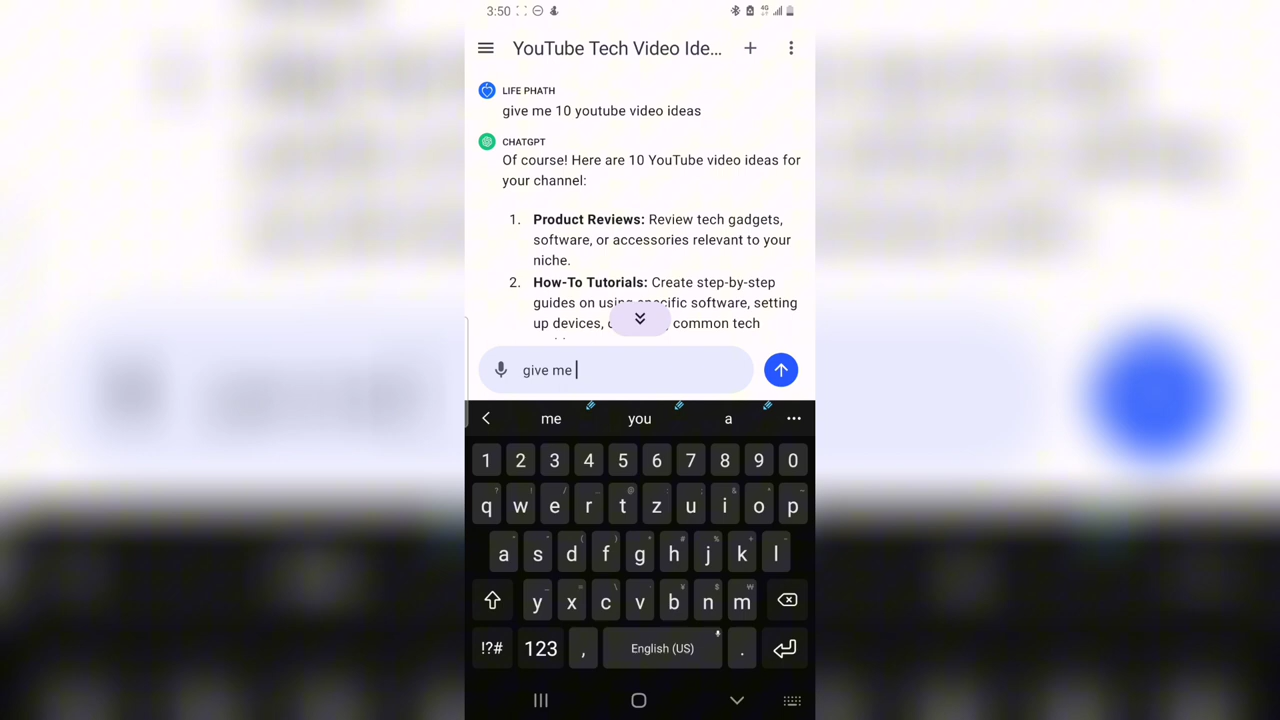 3:50
4G
YouTube Tech Video Ide...
LIFE PHATH
give me 10 youtube video ideas
CHATGPT
Of course! Here are 10 YouTube video ideas for
your channel:
1. Product Reviews: Review tech gadgets,
software, or accessories relevant to your
niche.
2. How-To Tutorials: Create step-by-step
guides on using specific software, setting
up devices, common tech
give me
me you a
1 2 3 4 5 6 7 8 9 0
q w e r t z u i o p
a s d f g h j k l
y x c v b n m
!?# 123 , English (US) .